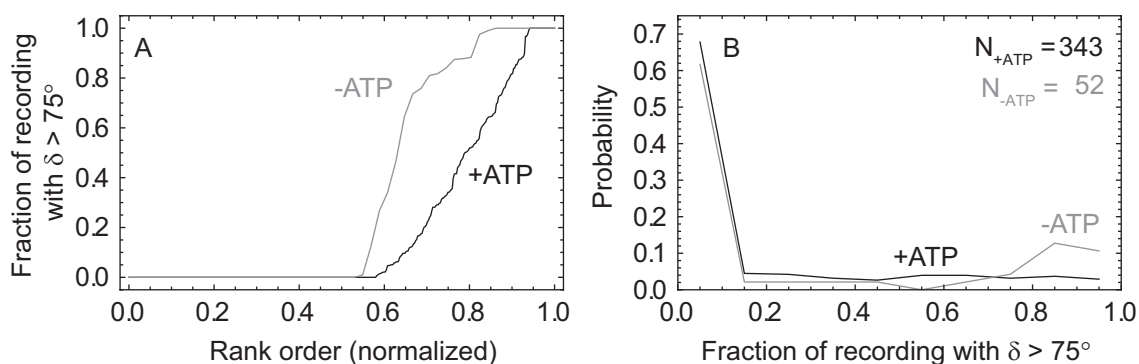 A
-ATP
+ATP
Fraction of recording
with δ > 75°
1.0
0.8
0.6
0.4
0.2
0.0
0.0 0.2 0.4 0.6 0.8 1.0
Rank order (normalized)
B
N+ATP = 343
N-ATP = 52
-ATP
+ATP
Probability
0.7
0.6
0.5
0.4
0.3
0.2
0.1
0.0
0.0 0.2 0.4 0.6 0.8 1.0
Fraction of recording with δ > 75°